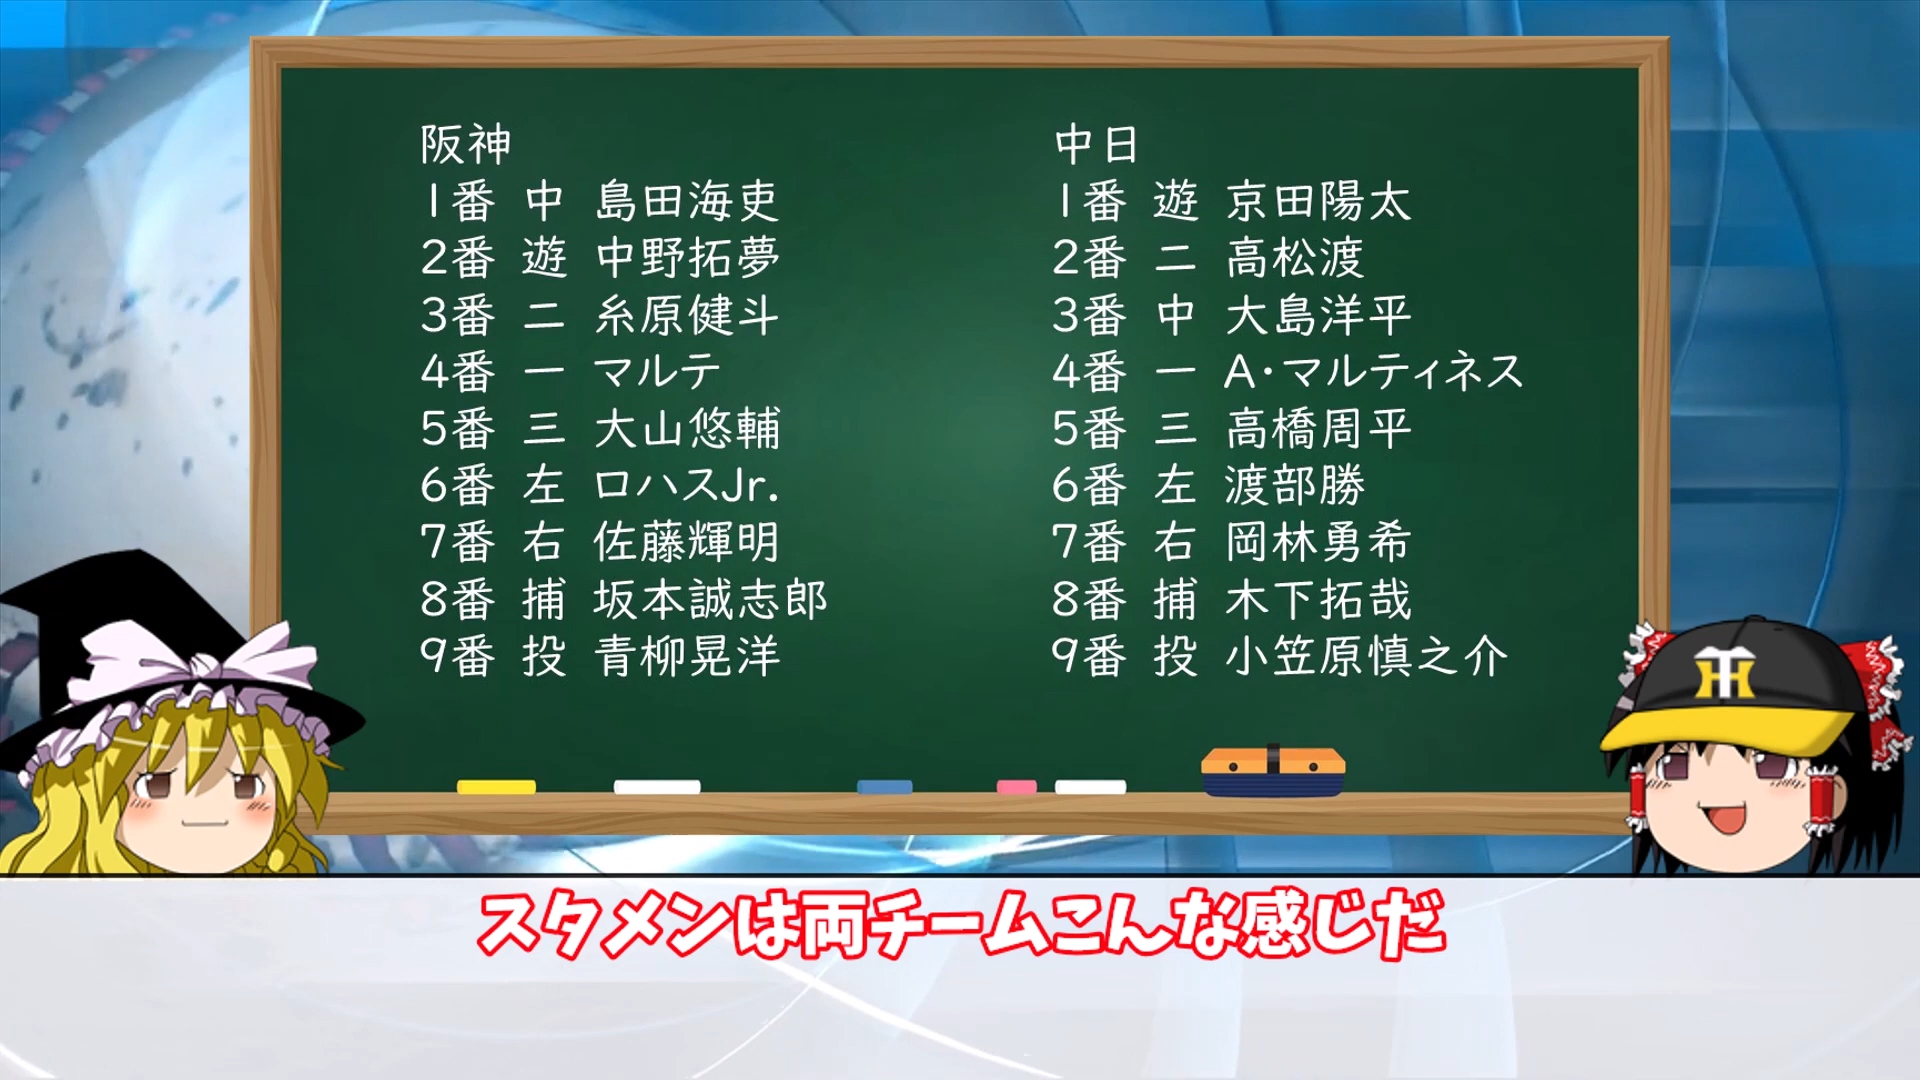 阪神
1番 中 島田海吏
2番 遊 中野拓夢
3番 二 糸原健斗
4番 一 マルテ
5番 三 大山悠輔
6番 左 ロハスJr.
7番 右 佐藤輝明
8番 捕 坂本誠志郎
9番 投 青柳晃洋
中日
1番 遊 京田陽太
2番 二 高松渡
3番 中 大島洋平
4番 一 A・マルティネス
5番 三 高橋周平
6番 左 渡部勝
7番 右 岡林勇希
8番 捕 木下拓哉
9番 投 小笠原慎之介
HT
スタメンは両チームこんな感じだ